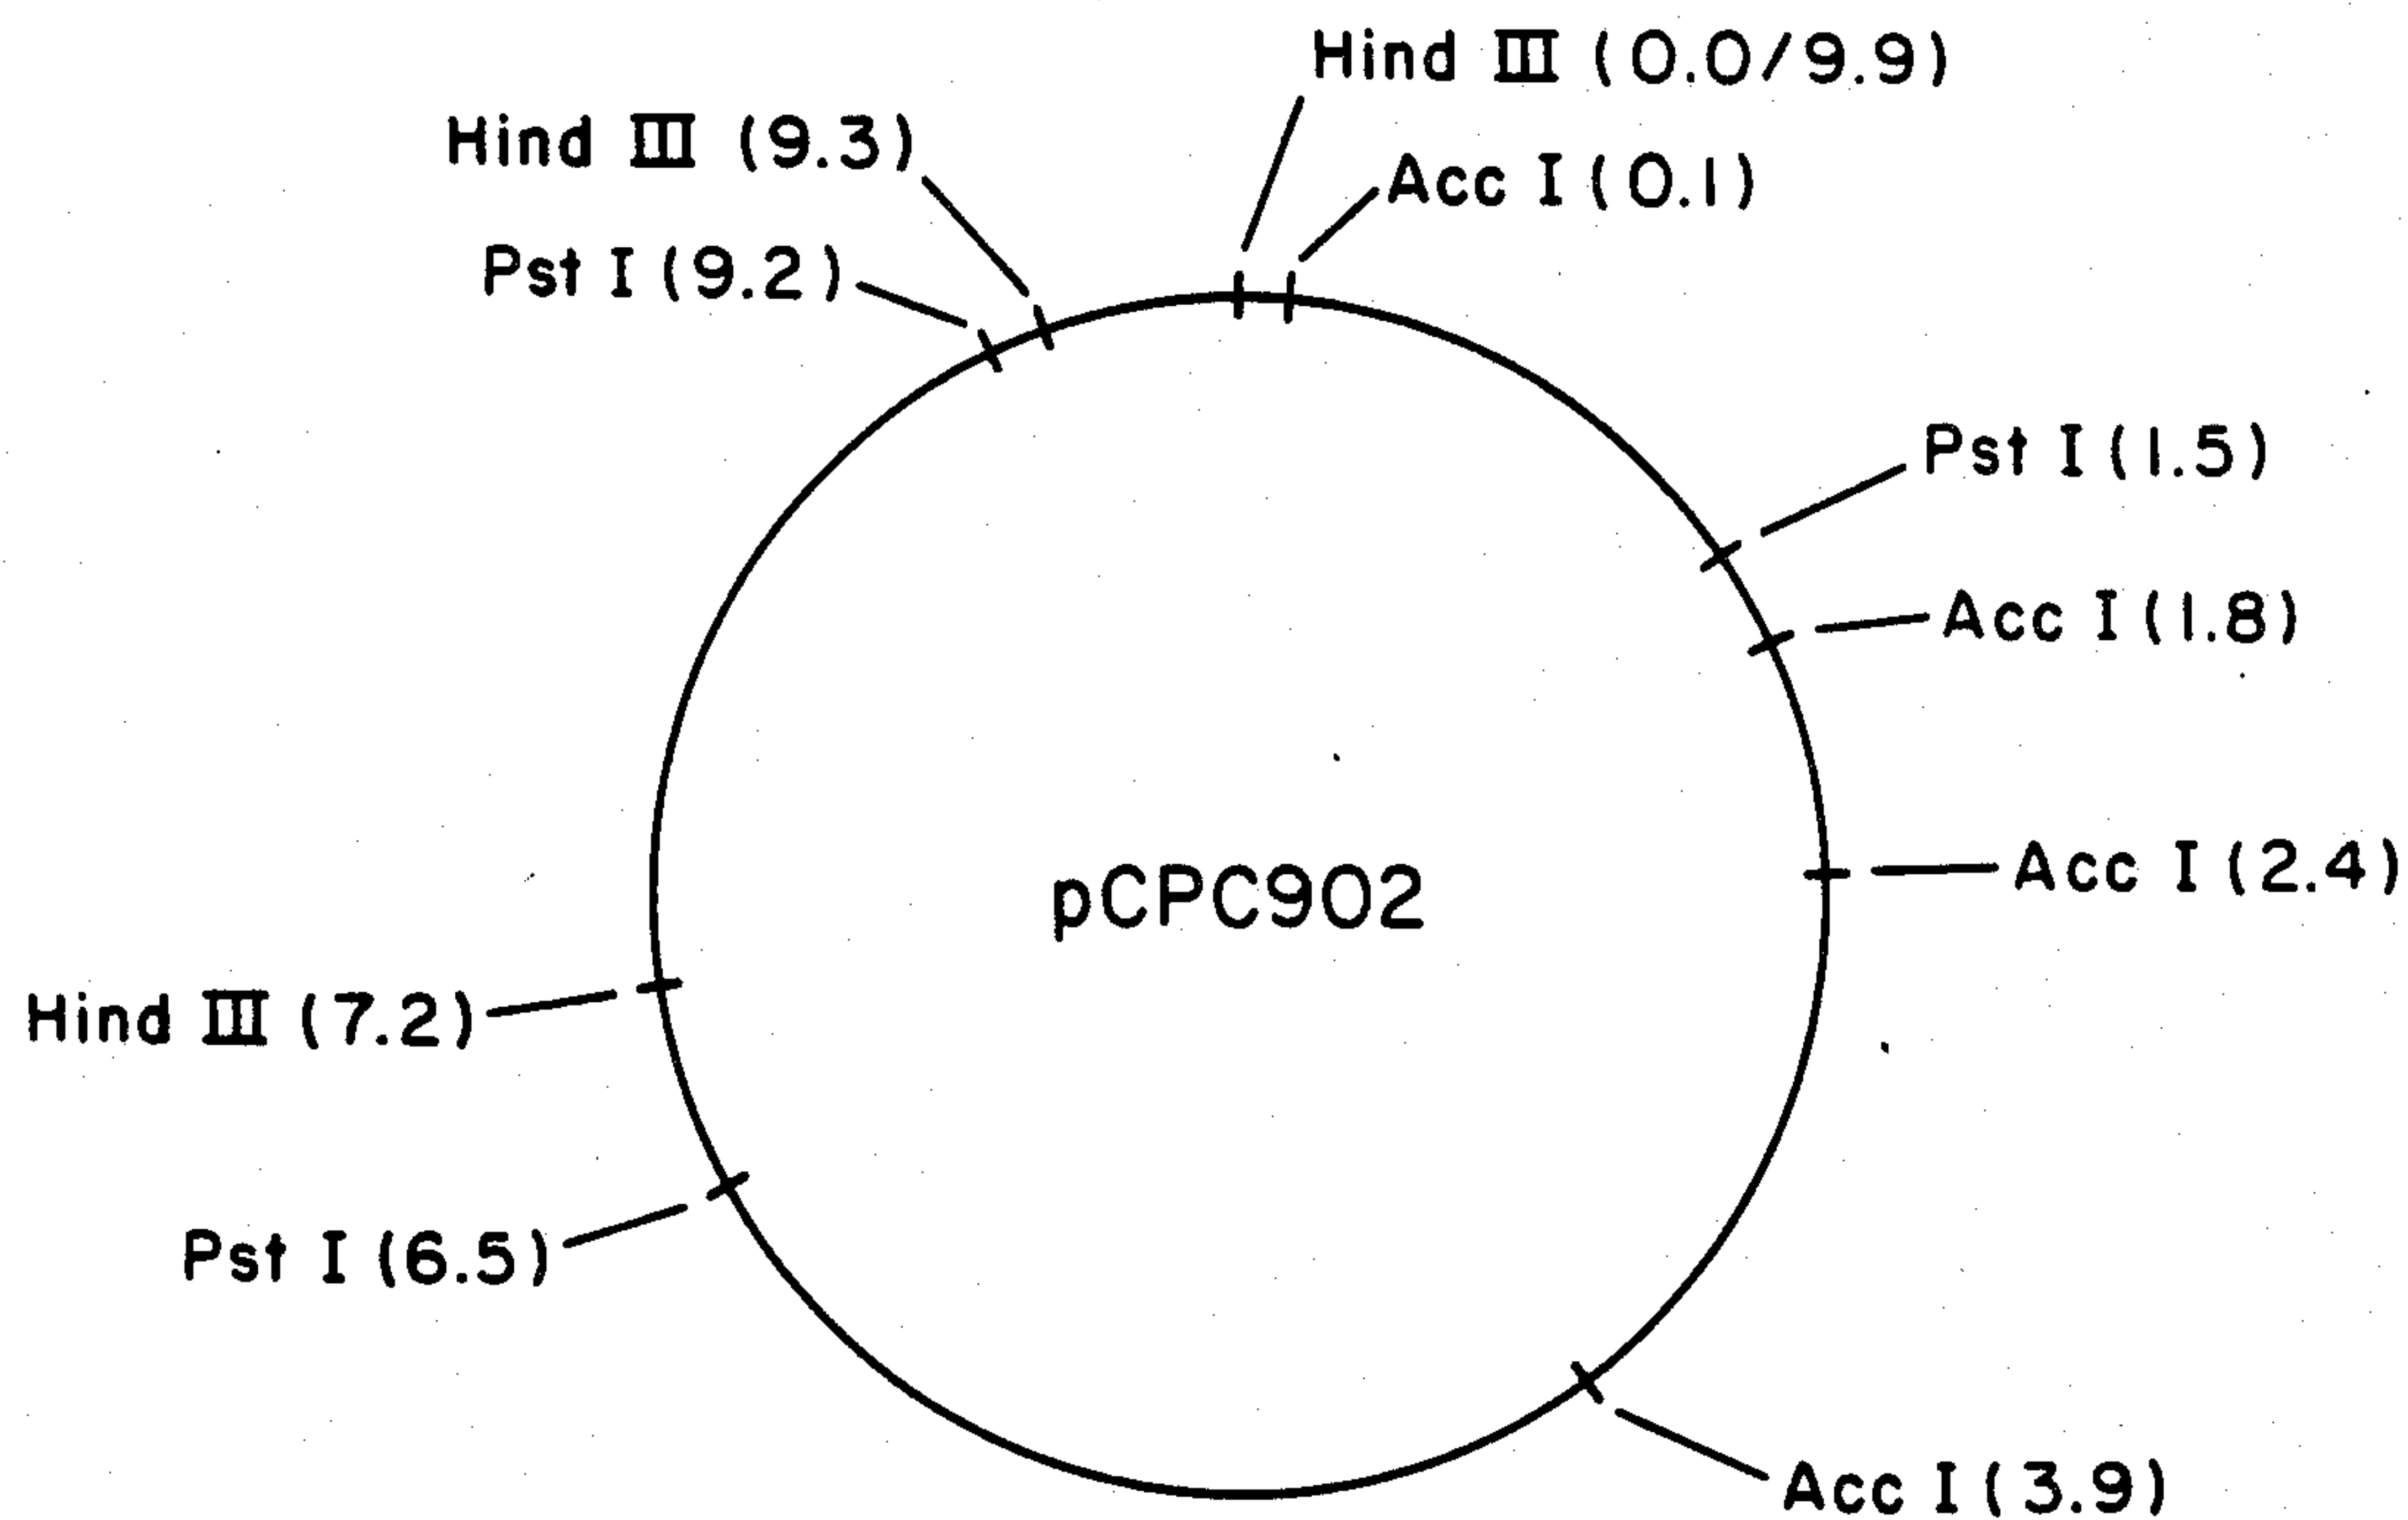 Hind III (0.0/9.9)
Hind III (9.3)
Acc I (0.1)
Pst I (9.2)
Pst I (1.5)
Acc I (1.8)
Acc I (2.4)
pCPC902
Hind III (7.2)
Pst I (6.5)
Acc I (3.9)